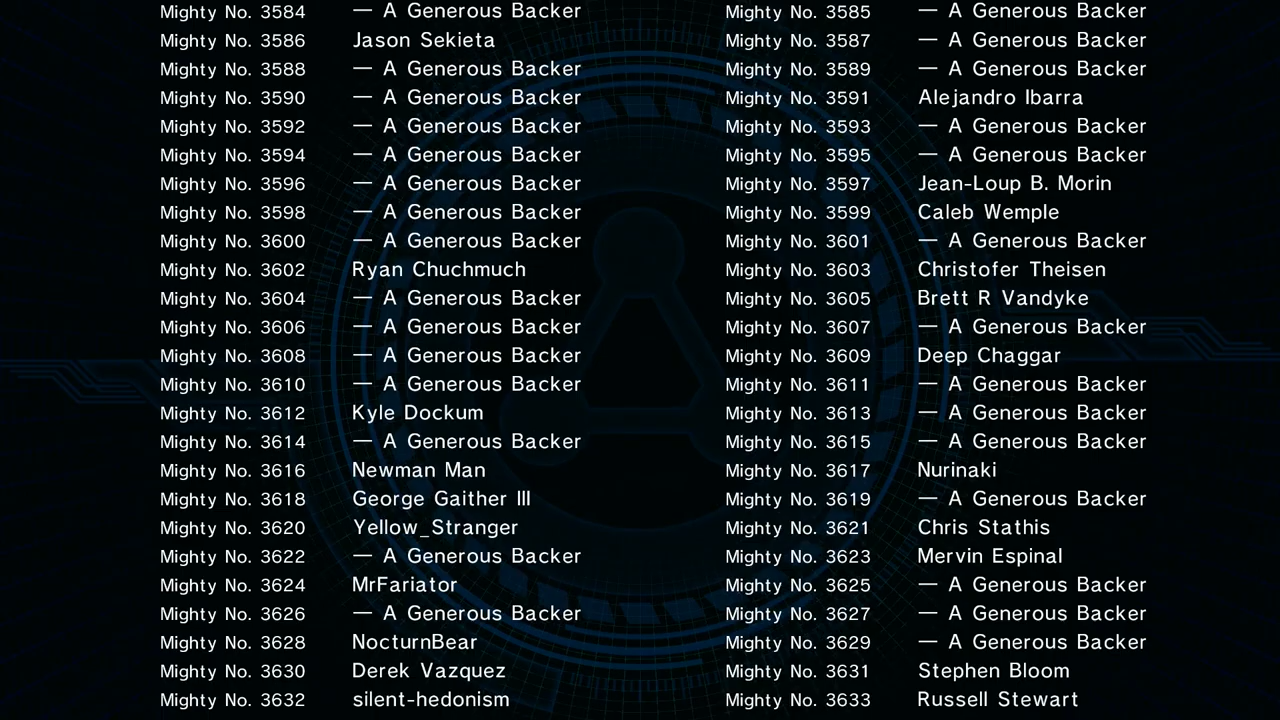 Mighty No. 3584 — A Generous Backer Mighty No. 3585 — A Generous Backer
Mighty No. 3586 Jason Sekieta Mighty No. 3587 — A Generous Backer
Mighty No. 3588 — A Generous Backer Mighty No. 3589 — A Generous Backer
Mighty No. 3590 — A Generous Backer Mighty No. 3591 Alejandro Ibarra
Mighty No. 3592 — A Generous Backer Mighty No. 3593 — A Generous Backer
Mighty No. 3594 — A Generous Backer Mighty No. 3595 — A Generous Backer
Mighty No. 3596 — A Generous Backer Mighty No. 3597 Jean-Loup B. Morin
Mighty No. 3598 — A Generous Backer Mighty No. 3599 Caleb Wemple
Mighty No. 3600 — A Generous Backer Mighty No. 3601 — A Generous Backer
Mighty No. 3602 Ryan Chuchmuch Mighty No. 3603 Christofer Theisen
Mighty No. 3604 — A Generous Backer Mighty No. 3605 Brett R Vandyke
Mighty No. 3606 — A Generous Backer Mighty No. 3607 — A Generous Backer
Mighty No. 3608 — A Generous Backer Mighty No. 3609 Deep Chaggar
Mighty No. 3610 — A Generous Backer Mighty No. 3611 — A Generous Backer
Mighty No. 3612 Kyle Dockum Mighty No. 3613 — A Generous Backer
Mighty No. 3614 — A Generous Backer Mighty No. 3615 — A Generous Backer
Mighty No. 3616 Newman Man Mighty No. 3617 Nurinaki
Mighty No. 3618 George Gaither III Mighty No. 3619 — A Generous Backer
Mighty No. 3620 Yellow_Stranger Mighty No. 3621 Chris Stathis
Mighty No. 3622 — A Generous Backer Mighty No. 3623 Mervin Espinal
Mighty No. 3624 MrFariator Mighty No. 3625 — A Generous Backer
Mighty No. 3626 — A Generous Backer Mighty No. 3627 — A Generous Backer
Mighty No. 3628 NocturnBear Mighty No. 3629 — A Generous Backer
Mighty No. 3630 Derek Vazquez Mighty No. 3631 Stephen Bloom
Mighty No. 3632 silent-hedonism Mighty No. 3633 Russell Stewart